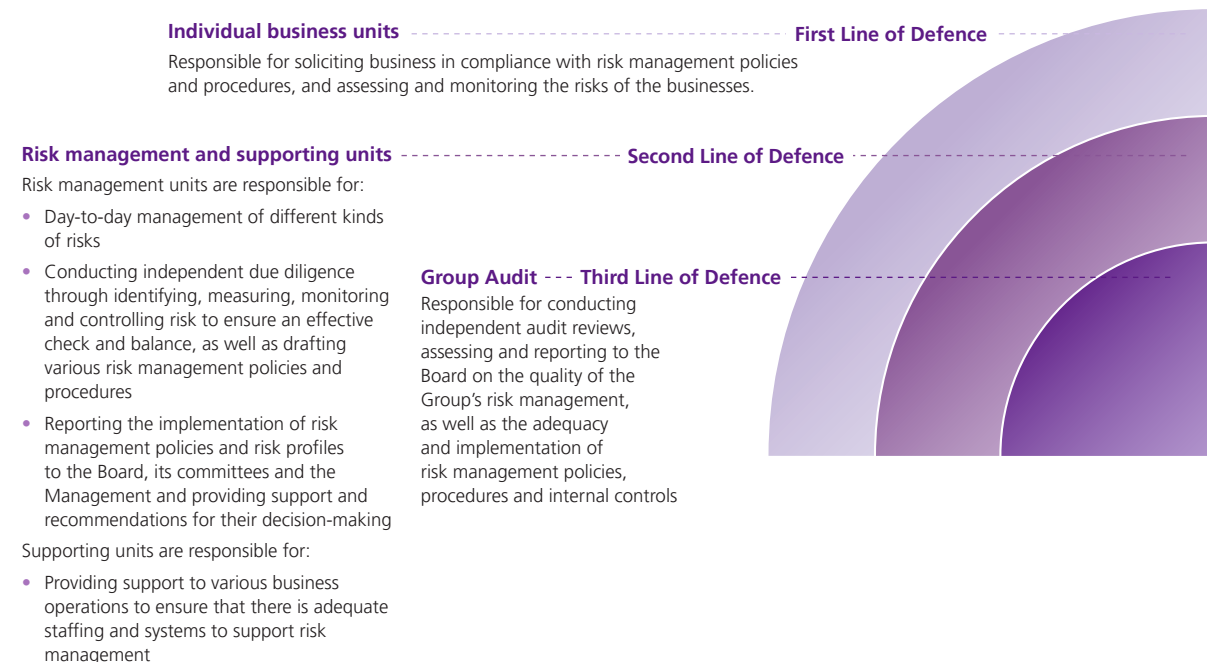 Individual business units
First Line of Defence
Responsible for soliciting business in compliance with risk management policies
and procedures, and assessing and monitoring the risks of the businesses.
Risk management and supporting units
Second Line of Defence
Risk management units are responsible for:
• Day-to-day management of different kinds
of risks
• Conducting independent due diligence
through identifying, measuring, monitoring
and controlling risk to ensure an effective
check and balance, as well as drafting
various risk management policies and
procedures
• Reporting the implementation of risk
management policies and risk profiles
to the Board, its committees and the
Management and providing support and
recommendations for their decision-making
Supporting units are responsible for:
• Providing support to various business
operations to ensure that there is adequate
staffing and systems to support risk
management
Group Audit
Third Line of Defence
Responsible for conducting
independent audit reviews,
assessing and reporting to the
Board on the quality of the
Group's risk management,
as well as the adequacy
and implementation of
risk management policies,
procedures and internal controls